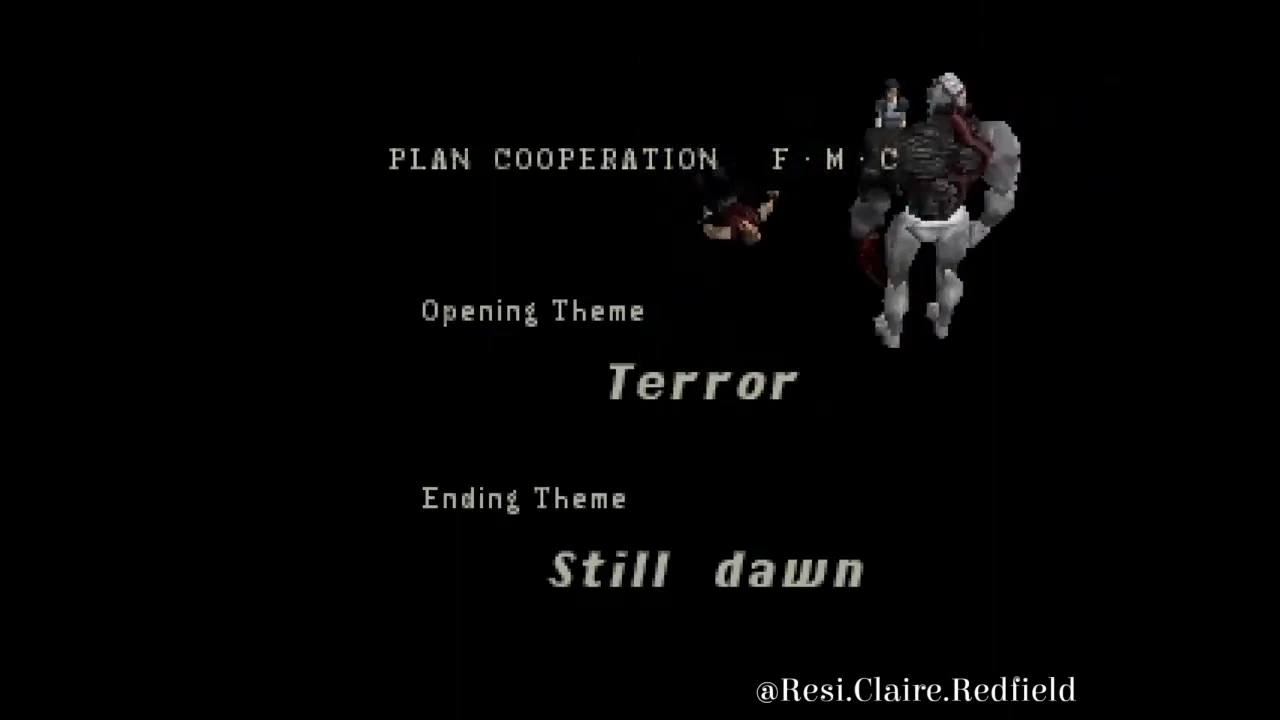 PLAN COOPERATION F·M·C
Opening Theme
Terror
Ending Theme
Still dawn
@Resi.Claire.Redfield